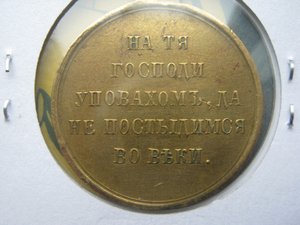 НА ТЯ
ГОСПОДИ
УПОВАХОМЪ, ДА
НЕ ПОСТЫДИМСЯ
ВО ВѢКИ.